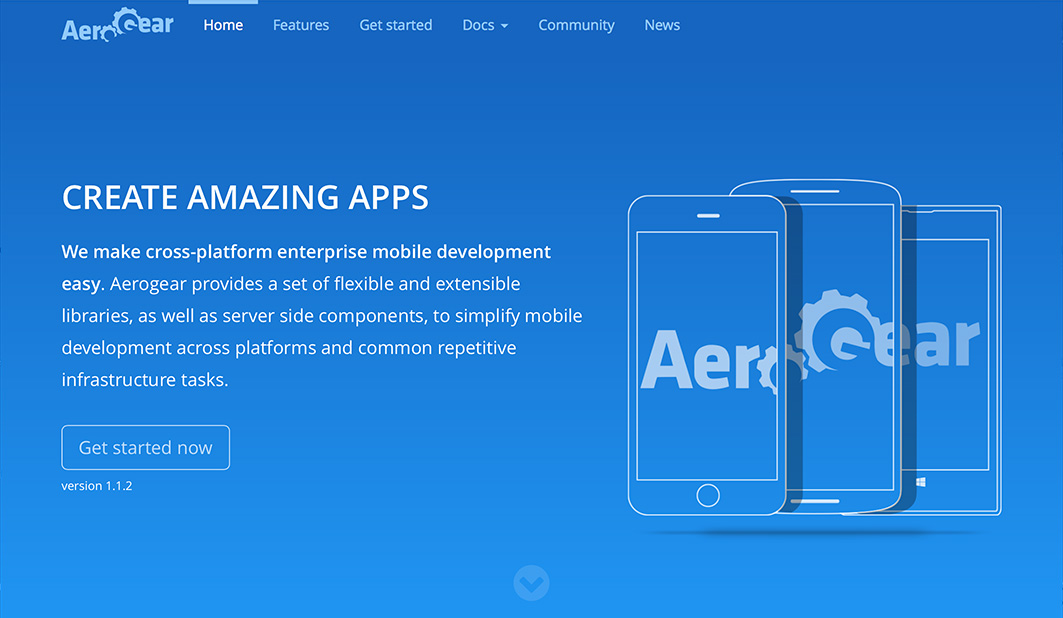 AeroGear
Home Features Get started Docs Community News
CREATE AMAZING APPS
We make cross-platform enterprise mobile development
easy. Aerogear provides a set of flexible and extensible
libraries, as well as server side components, to simplify mobile
development across platforms and common repetitive
infrastructure tasks.
Get started now
version 1.1.2
AeroGear